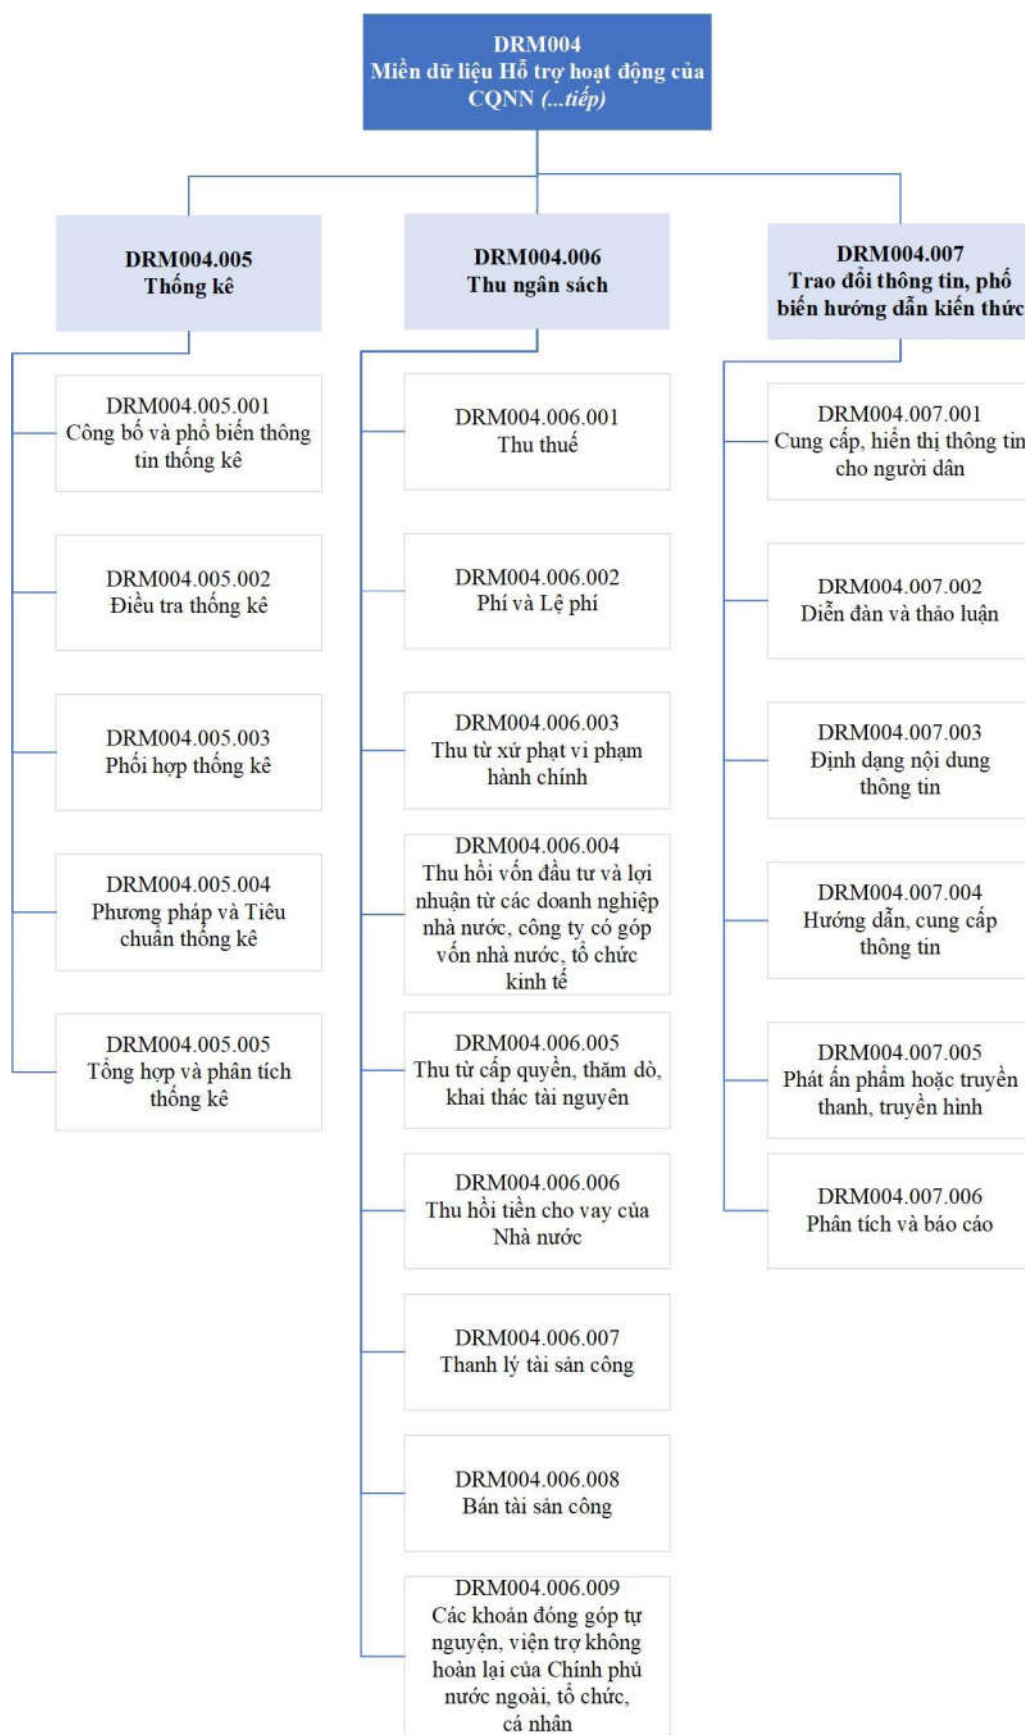 DRM004
Miền dữ liệu Hỗ trợ hoạt động của
CQNN (...tiếp)
DRM004.005
Thống kê
DRM004.005.001
Công bố và phổ biến thông
tin thống kê
DRM004.005.002
Điều tra thống kê
DRM004.005.003
Phối hợp thống kê
DRM004.005.004
Phương pháp và Tiêu
chuẩn thống kê
DRM004.005.005
Tổng hợp và phân tích
thống kê
DRM004.006
Thu ngân sách
DRM004.006.001
Thu thuế
DRM004.006.002
Phí và Lệ phí
DRM004.006.003
Thu từ xử phạt vi phạm
hành chính
DRM004.006.004
Thu hồi vốn đầu tư và lợi
nhuận từ các doanh nghiệp
nhà nước, công ty có góp
vốn nhà nước, tổ chức
kinh tế
DRM004.006.005
Thu từ cấp quyền, thăm dò,
khai thác tài nguyên
DRM004.006.006
Thu hồi tiền cho vay của
Nhà nước
DRM004.006.007
Thanh lý tài sản công
DRM004.006.008
Bán tài sản công
DRM004.006.009
Các khoản đóng góp tự
nguyện, viện trợ không
hoàn lại của Chính phủ
nước ngoài, tổ chức,
cá nhân
DRM004.007
Trao đổi thông tin, phổ
biến hướng dẫn kiến thức
DRM004.007.001
Cung cấp, hiển thị thông tin
cho người dân
DRM004.007.002
Diễn đàn và thảo luận
DRM004.007.003
Định dạng nội dung
thông tin
DRM004.007.004
Hướng dẫn, cung cấp
thông tin
DRM004.007.005
Phát ấn phẩm hoặc truyền
thanh, truyền hình
DRM004.007.006
Phân tích và báo cáo